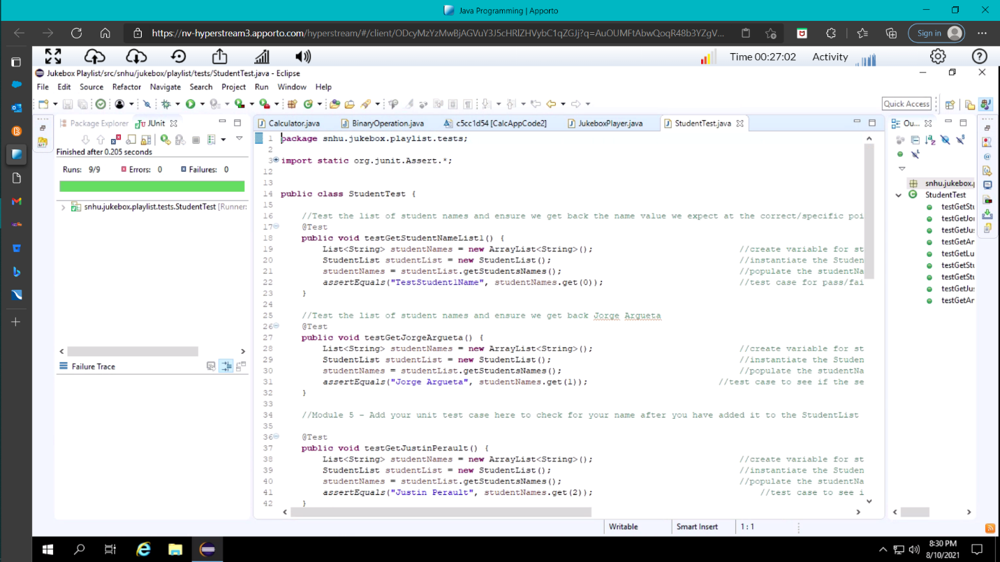 Java Programming | Apporto
https://nv-hyperstream3.apporto.com/hyperstream/#/client/ODcyMzYzMwBjAGVuY3J5cHRlZHVybC1qZGJj?q=AuOUMFtAbwQoqR48b3YZgV...
Sign in
Time 00:27:02 Activity
Jukebox Playlist/src/snhu/jukebox/playlist/tests/StudentTest.java - Eclipse
File Edit Source Refactor Navigate Search Project Run Window Help
Quick Access
Package Explorer JUnit
Finished after 0.205 seconds
Runs: 9/9 Errors: 0 Failures: 0
snhu.jukebox.playlist.tests.StudentTest [Runner:
Failure Trace
Calculator.java BinaryOperation.java c5cc1d54 [CalcAppCode2] JukeboxPlayer.java StudentTest.java
1 package snhu.jukebox.playlist.tests;
2
3 import static org.junit.Assert.*;
12
13
14 public class StudentTest {
15
16 //Test the list of student names and ensure we get back the name value we expect at the correct/specific poi
17 @Test
18 public void testGetStudentNameList1() {
19 List<String> studentNames = new ArrayList<String>(); //create variable for st
20 StudentList studentList = new StudentList(); //instantiate the Studen
21 studentNames = studentList.getStudentsNames(); //populate the studentNa
22 assertEquals("TestStudent1Name", studentNames.get(0)); //test case for pass/fai
23 }
24
25 //Test the list of student names and ensure we get back Jorge Argueta
26 @Test
27 public void testGetJorgeArgueta() {
28 List<String> studentNames = new ArrayList<String>(); //create variable for st
29 StudentList studentList = new StudentList(); //instantiate the Studen
30 studentNames = studentList.getStudentsNames(); //populate the studentNa
31 assertEquals("Jorge Argueta", studentNames.get(1)); //test case to see if the se
32 }
33
34 //Module 5 - Add your unit test case here to check for your name after you have added it to the StudentList
35
36 @Test
37 public void testGetJustinPerault() {
38 List<String> studentNames = new ArrayList<String>(); //create variable for st
39 StudentList studentList = new StudentList(); //instantiate the Studen
40 studentNames = studentList.getStudentsNames(); //populate the studentNa
41 assertEquals("Justin Perault", studentNames.get(2)); //test case to see i
42 }
Ou...
snhu.jukebox.
StudentTest
testGetStu
testGetJor
testGetJus
testGetAr
testGetLu
testGetStu
testGetStu
testGetJus
testGetAr
Writable Smart Insert 1 : 1
8:30 PM
8/10/2021